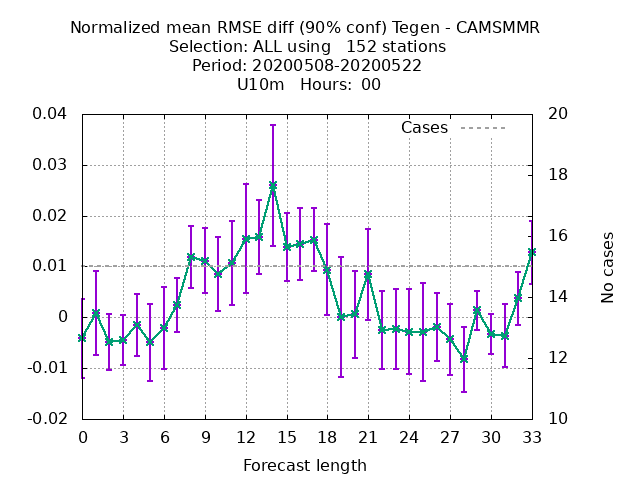 Normalized mean RMSE diff (90% conf) Tegen - CAMSMMR
Selection: ALL using   152 stations
Period: 20200508-20200522
U10m   Hours:  00
Cases
0.04
0.03
0.02
0.01
0
-0.01
-0.02
20
18
16
14
12
10
No cases
0 3 6 9 12 15 18 21 24 27 30 33
Forecast length